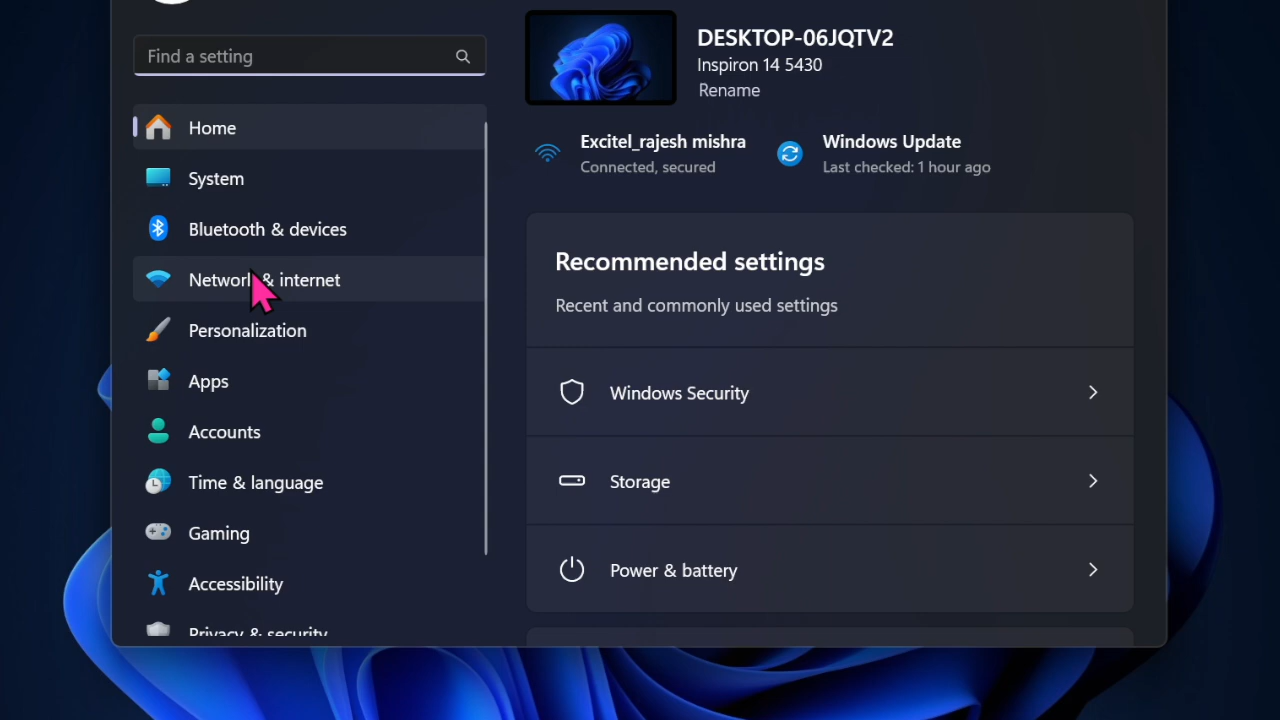 Find a setting
Home
System
Bluetooth & devices
Network & internet
Personalization
Apps
Accounts
Time & language
Gaming
Accessibility
Privacy & security
DESKTOP-06JQTV2
Inspiron 14 5430
Rename
Excitel_rajesh mishra
Connected, secured
Windows Update
Last checked: 1 hour ago
Recommended settings
Recent and commonly used settings
Windows Security
Storage
Power & battery